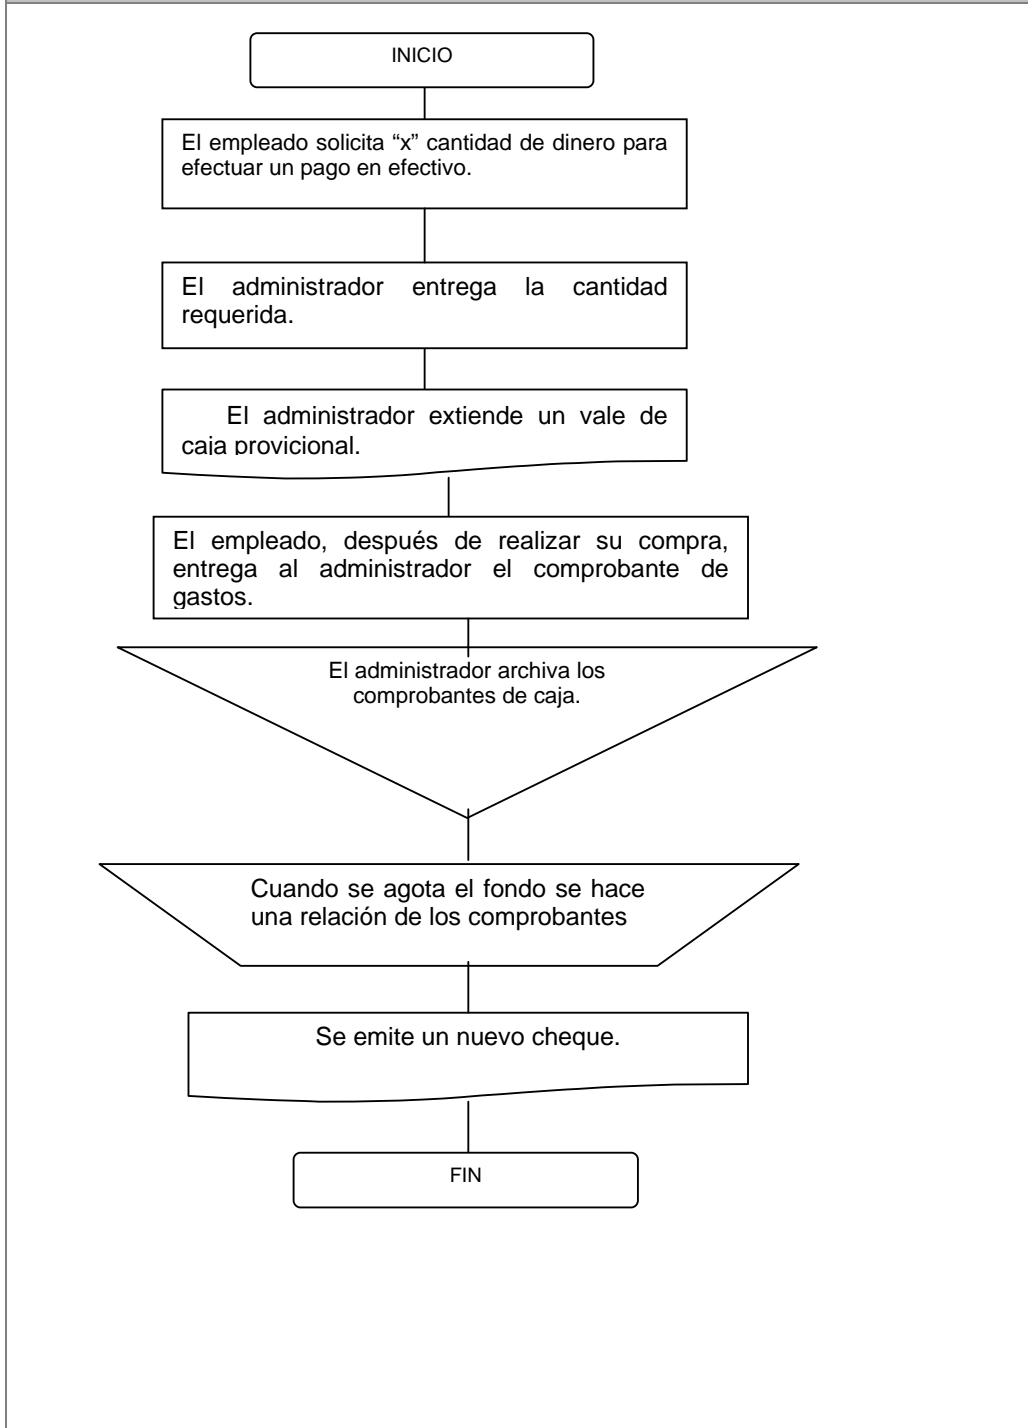 INICIO
El empleado solicita “x” cantidad de dinero para
efectuar un pago en efectivo.
El administrador entrega la cantidad
requerida.
El administrador extiende un vale de
caja provicional.
El empleado, después de realizar su compra,
entrega al administrador el comprobante de
gastos.
El administrador archiva los
comprobantes de caja.
Cuando se agota el fondo se hace
una relación de los comprobantes
Se emite un nuevo cheque.
FIN